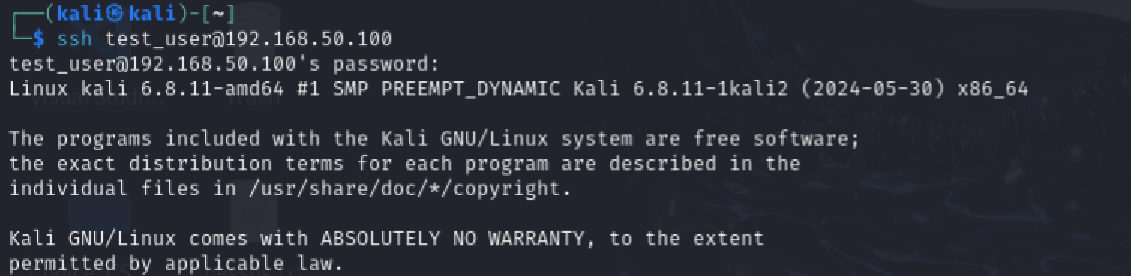 ┌──(kali㉿kali)-[~]
└─$ ssh test_user@192.168.50.100
test_user@192.168.50.100's password:
Linux kali 6.8.11-amd64 #1 SMP PREEMPT_DYNAMIC Kali 6.8.11-1kali2 (2024-05-30) x86_64
The programs included with the Kali GNU/Linux system are free software;
the exact distribution terms for each program are described in the
individual files in /usr/share/doc/*/copyright.
Kali GNU/Linux comes with ABSOLUTELY NO WARRANTY, to the extent
permitted by applicable law.